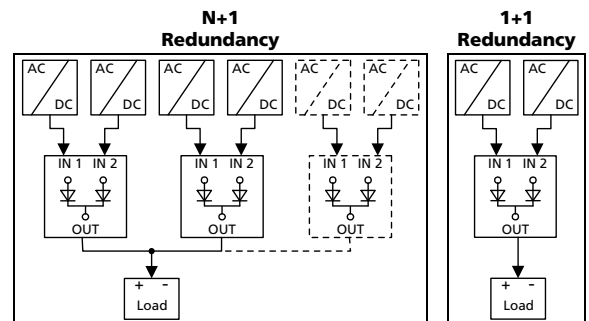 N+1
Redundancy
1+1
Redundancy
AC AC AC AC AC AC AC AC
DC DC DC DC DC DC DC DC
IN 1 IN 2 IN 1 IN 2 IN 1 IN 2 IN 1 IN 2
OUT OUT OUT OUT
+ - + -
Load Load